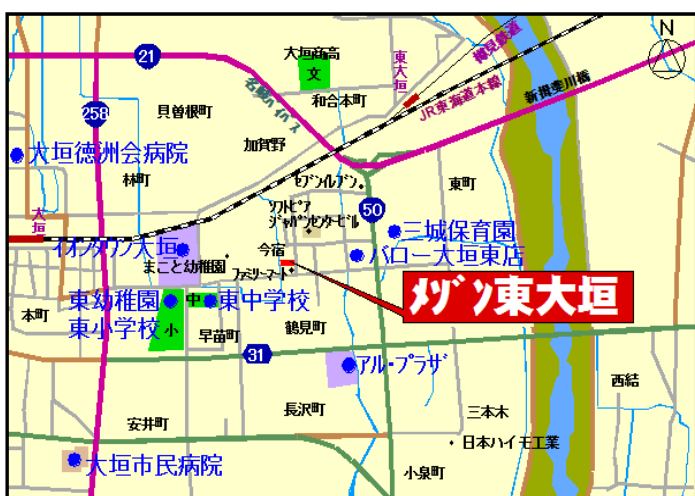 N
21
大垣商高
文
東大垣
樽見鉄道
和合本町
JR東海道本線
新揖斐川橋
258
貝曽根町
加賀野
大垣徳洲会病院
林町
セブンイレブン
東町
50
ソフトピア
ジャパンセンタービル
三城保育園
大垣
イオンタウン大垣
今宿
バロー大垣東店
まこと幼稚園
ファミリーマート
メゾン東大垣
本町
東幼稚園
中
東中学校
東小学校
小
早苗町
鶴見町
31
アル・プラザ
西結
長沢町
安井町
三本木
日本ハイモ工業
大垣市民病院
小泉町